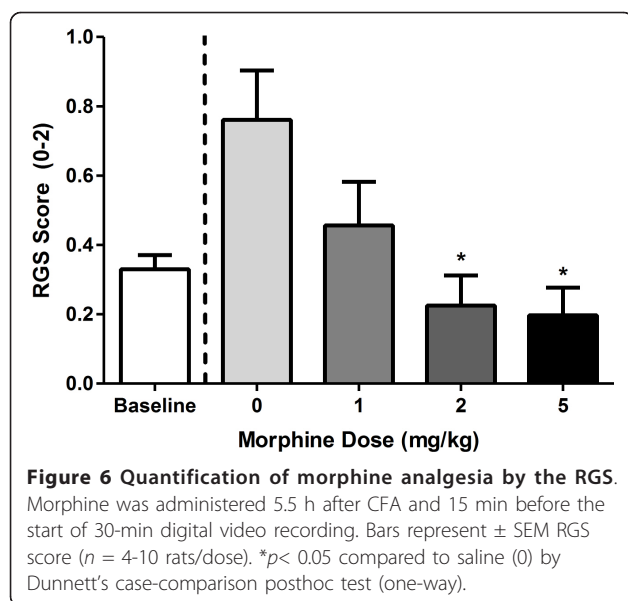 1.0
0.8
0.6
0.4
0.2
0.0
RGS Score (0-2)
*
*
Baseline 0 1 2 5
Morphine Dose (mg/kg)
Figure 6 Quantification of morphine analgesia by the RGS.
Morphine was administered 5.5 h after CFA and 15 min before the
start of 30-min digital video recording. Bars represent ± SEM RGS
score (n = 4-10 rats/dose). *p< 0.05 compared to saline (0) by
Dunnett's case-comparison posthoc test (one-way).